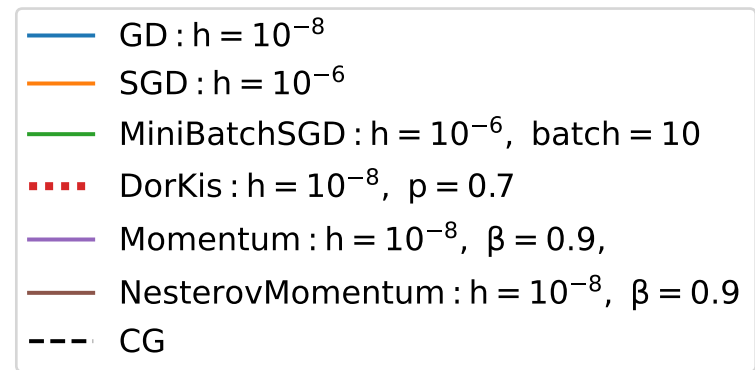 GD : h = 10⁻⁸
SGD : h = 10⁻⁶
MiniBatchSGD : h = 10⁻⁶, batch = 10
DorKis : h = 10⁻⁸, p = 0.7
Momentum : h = 10⁻⁸, β = 0.9,
NesterovMomentum : h = 10⁻⁸, β = 0.9
CG